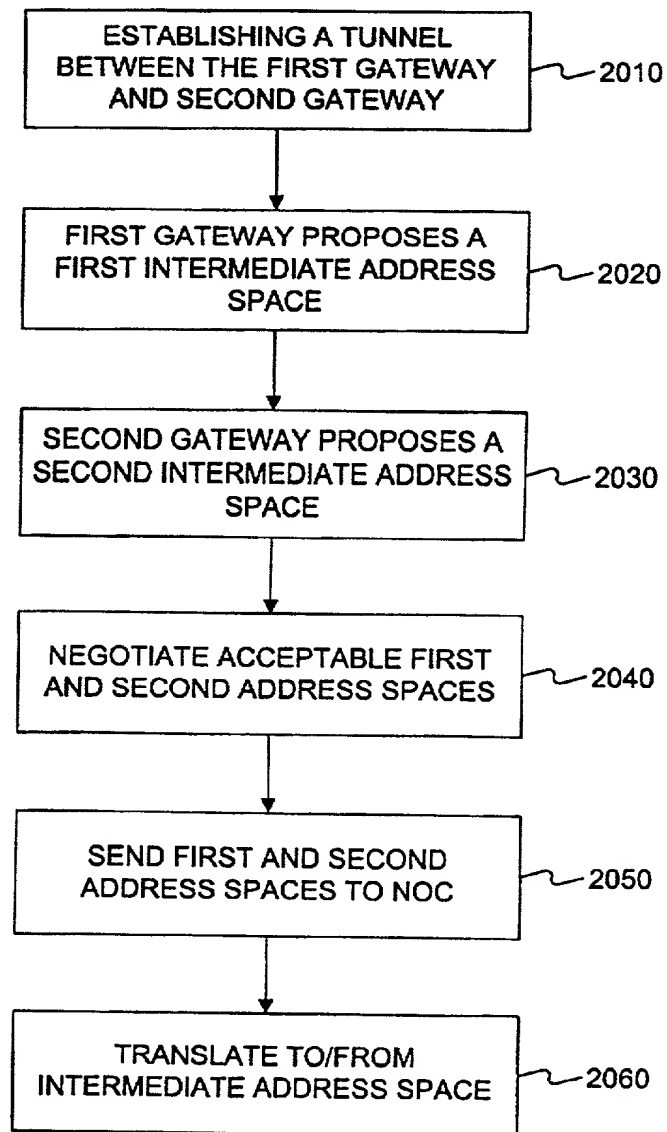 ESTABLISHING A TUNNEL
BETWEEN THE FIRST GATEWAY
AND SECOND GATEWAY
2010
FIRST GATEWAY PROPOSES A
FIRST INTERMEDIATE ADDRESS
SPACE
2020
SECOND GATEWAY PROPOSES A
SECOND INTERMEDIATE ADDRESS
SPACE
2030
NEGOTIATE ACCEPTABLE FIRST
AND SECOND ADDRESS SPACES
2040
SEND FIRST AND SECOND
ADDRESS SPACES TO NOC
2050
TRANSLATE TO/FROM
INTERMEDIATE ADDRESS SPACE
2060